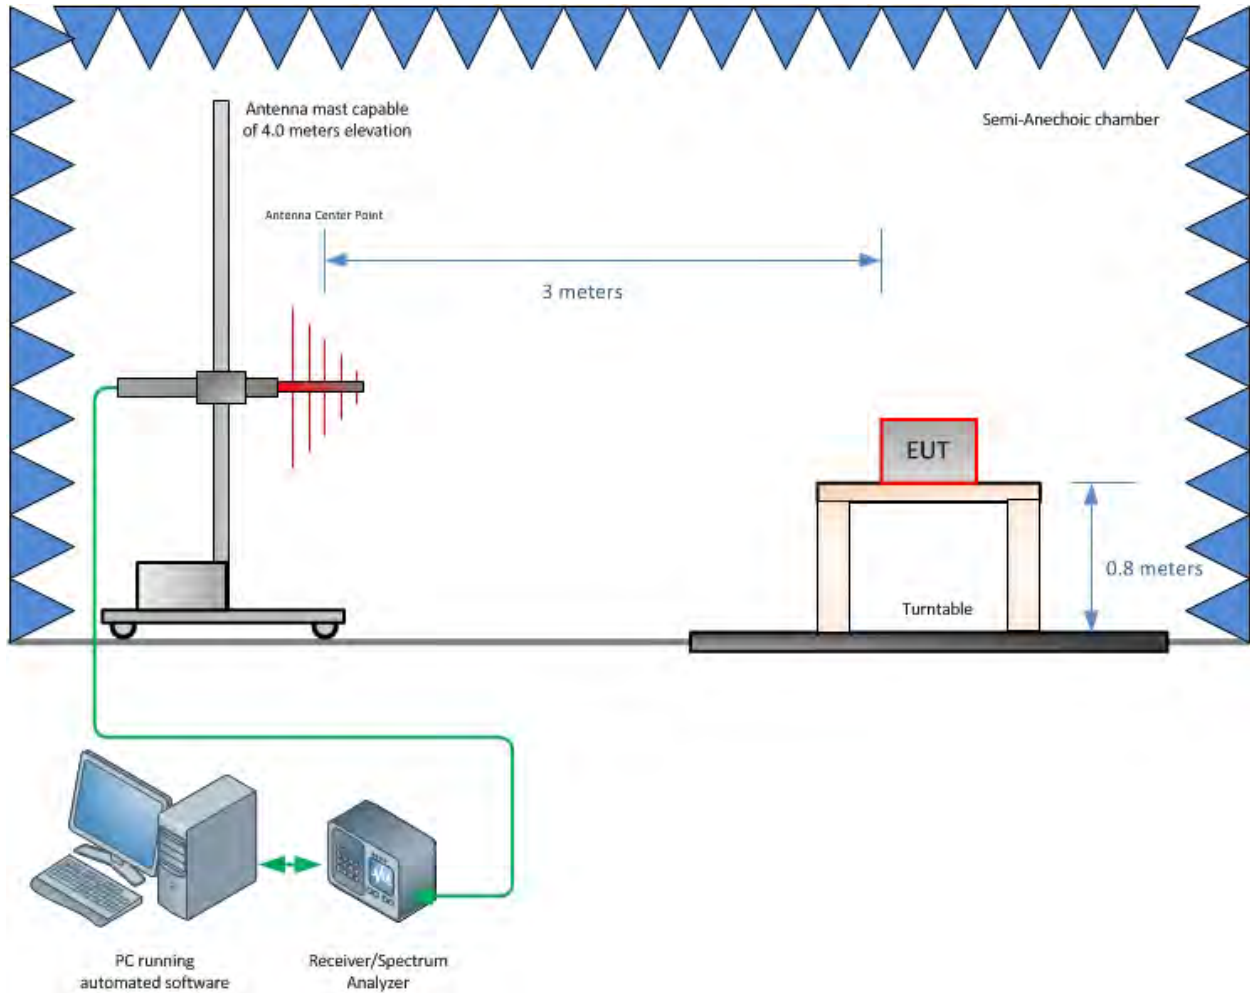 Antenna mast capable
of 4.0 meters elevation
Semi-Anechoic chamber
Antenna Center Point
3 meters
EUT
0.8 meters
Turntable
PC running
automated software
Receiver/Spectrum
Analyzer